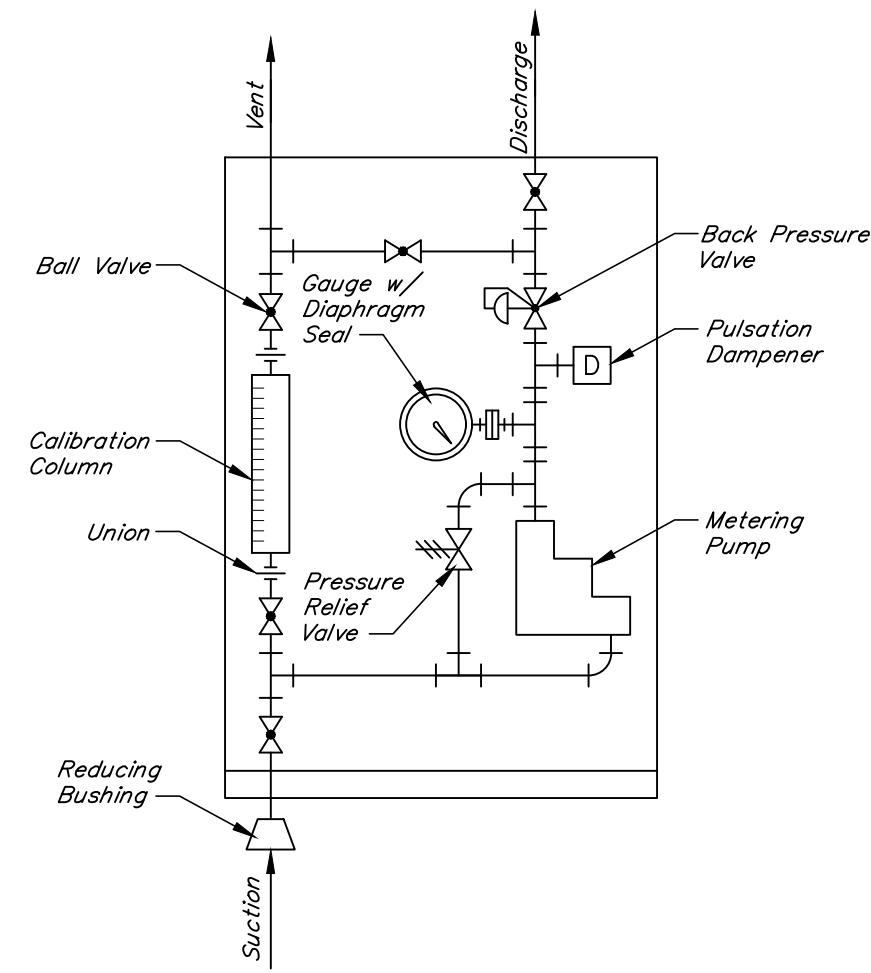 Vent
Discharge
Back Pressure
Valve
Ball Valve
Gauge w/
Diaphragm
Seal
Pulsation
Dampener
D
Calibration
Column
Union
Metering
Pump
Pressure
Relief
Valve
Reducing
Bushing
Suction